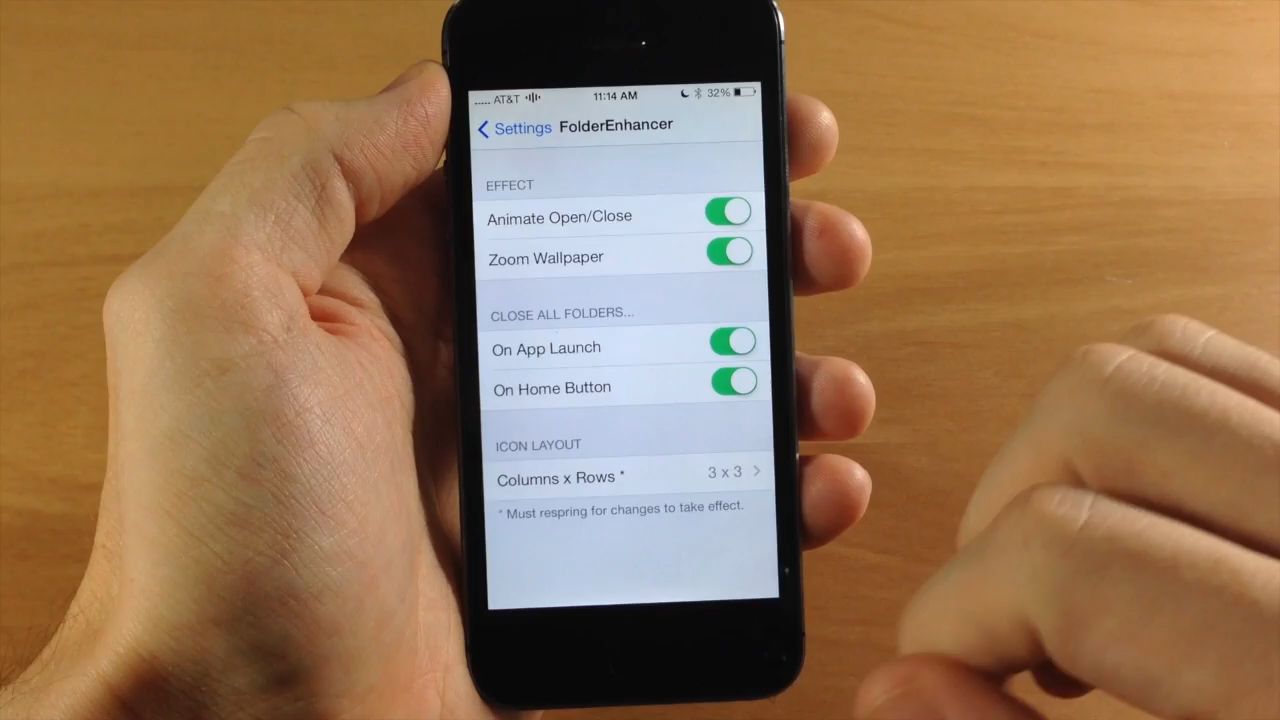 AT&T 11:14 AM 32%
Settings FolderEnhancer
EFFECT
Animate Open/Close
Zoom Wallpaper
CLOSE ALL FOLDERS...
On App Launch
On Home Button
ICON LAYOUT
Columns x Rows * 3 x 3
* Must respring for changes to take effect.